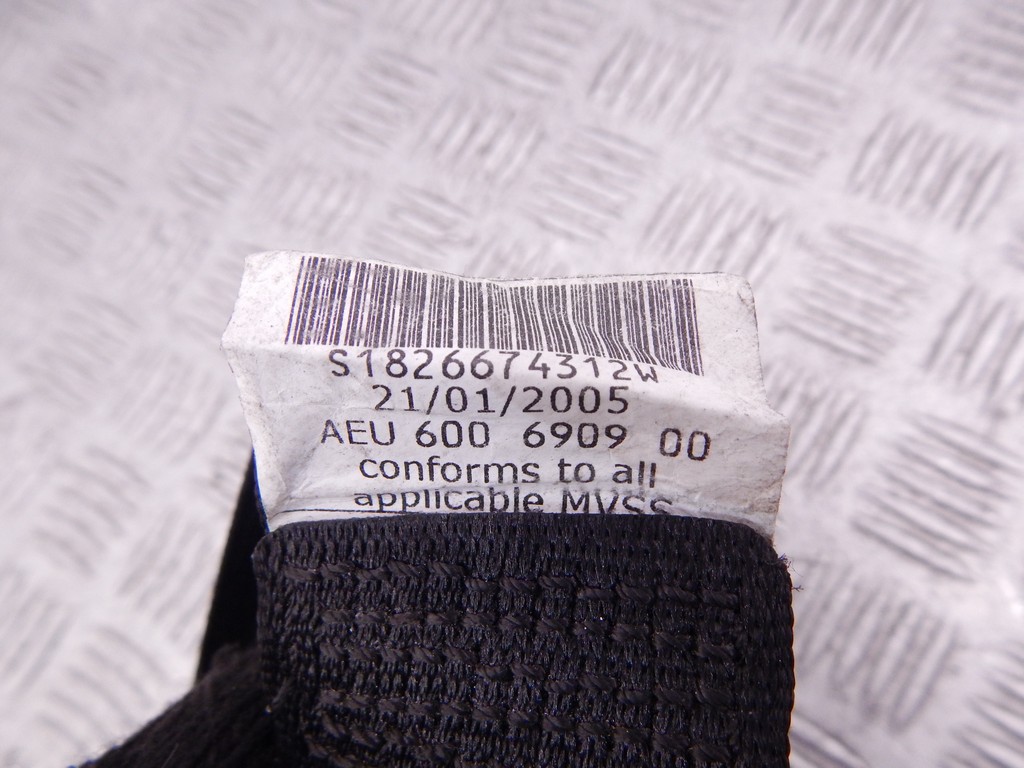 S1826674312W
21/01/2005
AEU 600 6909 00
conforms to all
applicable MVSS